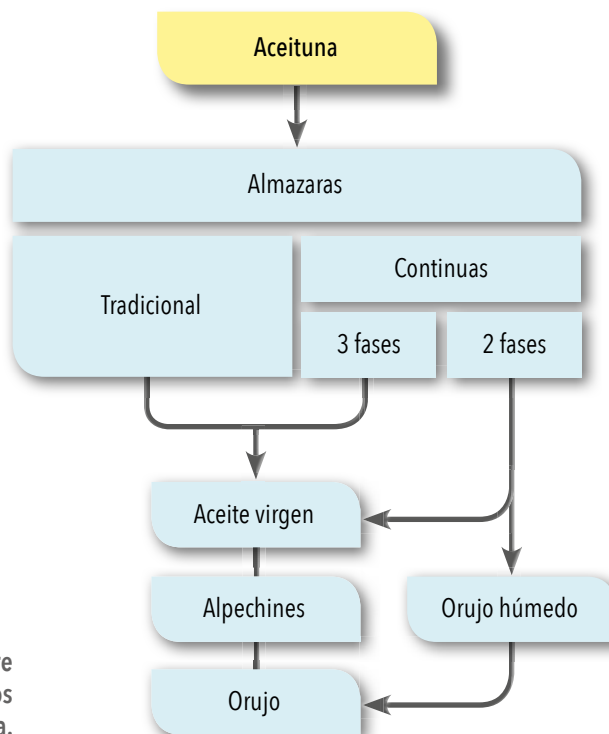 Aceituna
Almazaras
Tradicional
Continuas
3 fases
2 fases
Aceite virgen
Alpechines
Orujo húmedo
Orujo